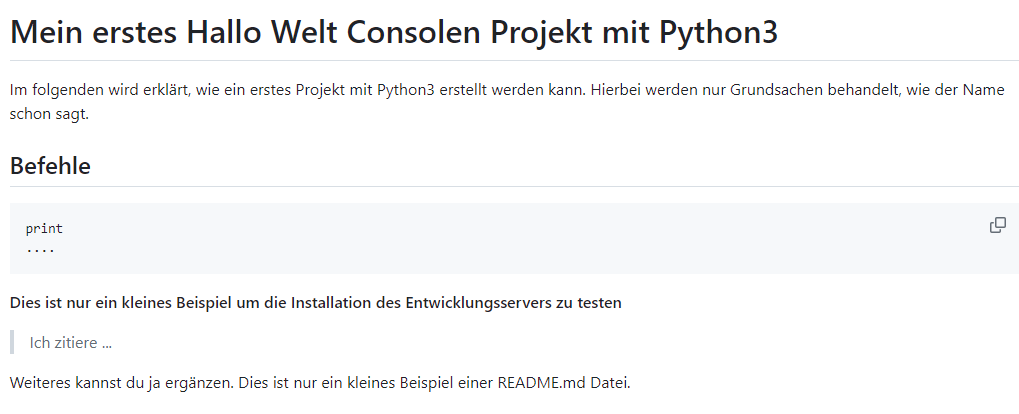 Mein erstes Hallo Welt Consolen Projekt mit Python3
Im folgenden wird erklärt, wie ein erstes Projekt mit Python3 erstellt werden kann. Hierbei werden nur Grundsachen behandelt, wie der Name
schon sagt.
Befehle
print
....
Dies ist nur ein kleines Beispiel um die Installation des Entwicklungsservers zu testen
Ich zitiere ...
Weiteres kannst du ja ergänzen. Dies ist nur ein kleines Beispiel einer README.md Datei.